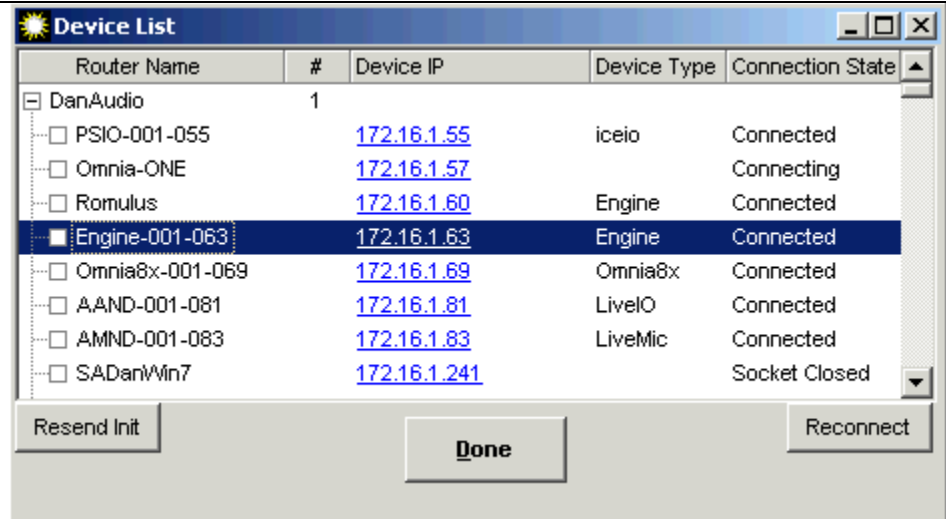 Device List
Router Name # Device IP Device Type Connection State
DanAudio 1
PSIO-001-055 172.16.1.55 iceio Connected
Omnia-ONE 172.16.1.57 Connecting
Romulus 172.16.1.60 Engine Connected
Engine-001-063 172.16.1.63 Engine Connected
Omnia8x-001-069 172.16.1.69 Omnia8x Connected
AAND-001-081 172.16.1.81 LiveIO Connected
AMND-001-083 172.16.1.83 LiveMic Connected
SADanWin7 172.16.1.241 Socket Closed
Resend Init Done Reconnect